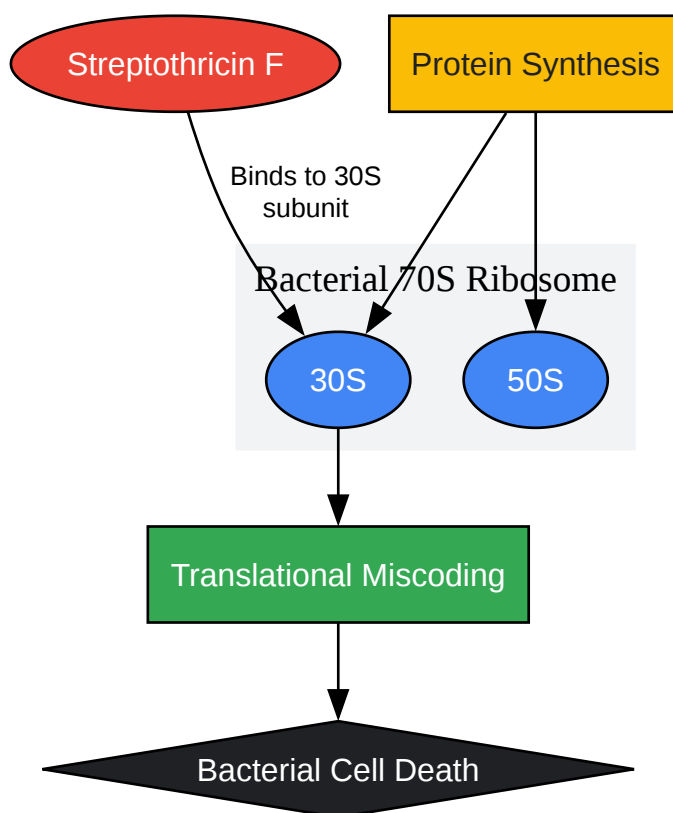 Streptothricin F
Protein Synthesis
Binds to 30S
subunit
Bacterial 70S Ribosome
30S
50S
Translational Miscoding
Bacterial Cell Death